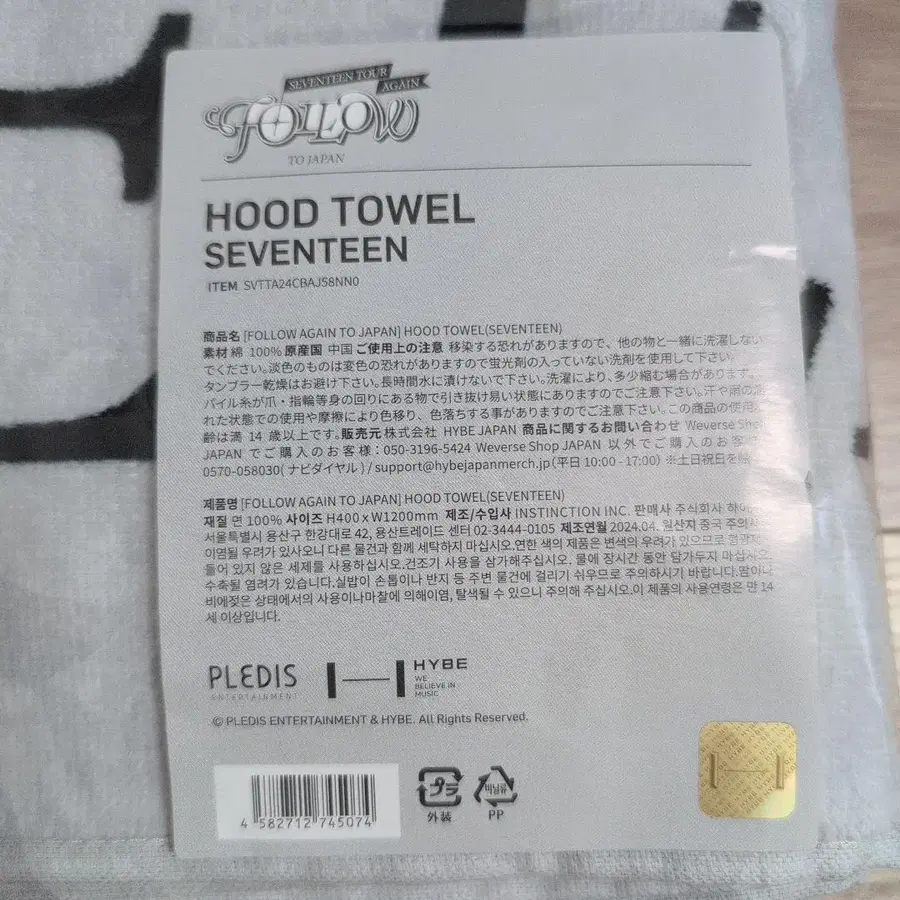 SEVENTEEN TOUR
AGAIN
FOLLOW
TO JAPAN
HOOD TOWEL
SEVENTEEN
ITEM SVTTA24CBAJ58NN0
商品名 [FOLLOW AGAIN TO JAPAN] HOOD TOWEL(SEVENTEEN)
素材 綿 100% 原産国 中国 ご使用上の注意 移染する恐れがありますので、他の物と一緒に洗濯しない
でください。淡色のものは変色の恐れがありますので蛍光剤の入っていない洗剤を使用して下さい。
タンブラー乾燥はお避け下さい。長時間水に漬けないで下さい。洗濯により、多少縮む場合があります。
パイル糸が爪・指輪等身の回りにある物で引き抜け易い状態にありますのでご注意下さい。汗や雨の濡
れた状態での使用や摩擦により色移り、色落ちする事がありますのでご注意下さい。この商品の使用
齢は満 14 歳以上です。販売元 株式会社 HYBE JAPAN 商品に関するお問い合わせ Weverse Shop
JAPAN でご購入のお客様：050-3196-5424 Weverse Shop JAPAN 以外でご購入のお客
0570-058030(ナビダイヤル)/support@hybejapanmerch.jp(平日 10:00 - 17:00) ※土日祝日を除
제품명 [FOLLOW AGAIN TO JAPAN] HOOD TOWEL(SEVENTEEN)
재질 면 100% 사이즈 H400 x W1200mm 제조/수입사 INSTINCTION INC. 판매사 주식회사 하이
서울특별시 용산구 한강대로 42, 용산트레이드 센터 02-3444-0105 제조연월 2024.04. 원산지 중국 주의사
이염될 우려가 있사오니 다른 물건과 함께 세탁하지 마십시오.연한 색의 제품은 변색의 우려가 있으므로 형광제
들어 있지 않은 세제를 사용하십시오.건조기 사용을 삼가해주십시오. 물에 장시간 동안 담가두지 마십시오.
수축될 염려가 있습니다.실밥이 손톱이나 반지 등 주변 물건에 걸리기 쉬우므로 주의하시기 바랍니다.땀이나
비에젖은 상태에서의 사용이나마찰에 의해이염, 탈색될 수 있으니 주의해 주십시오.이 제품의 사용연령은 만 14
세 이상입니다.
PLEDIS
ENTERTAINMENT
HYBE
WE
BELIEVE IN
MUSIC
© PLEDIS ENTERTAINMENT & HYBE. All Rights Reserved.
4 582712 745074
プラ
外装
비닐류
PP
HYBE